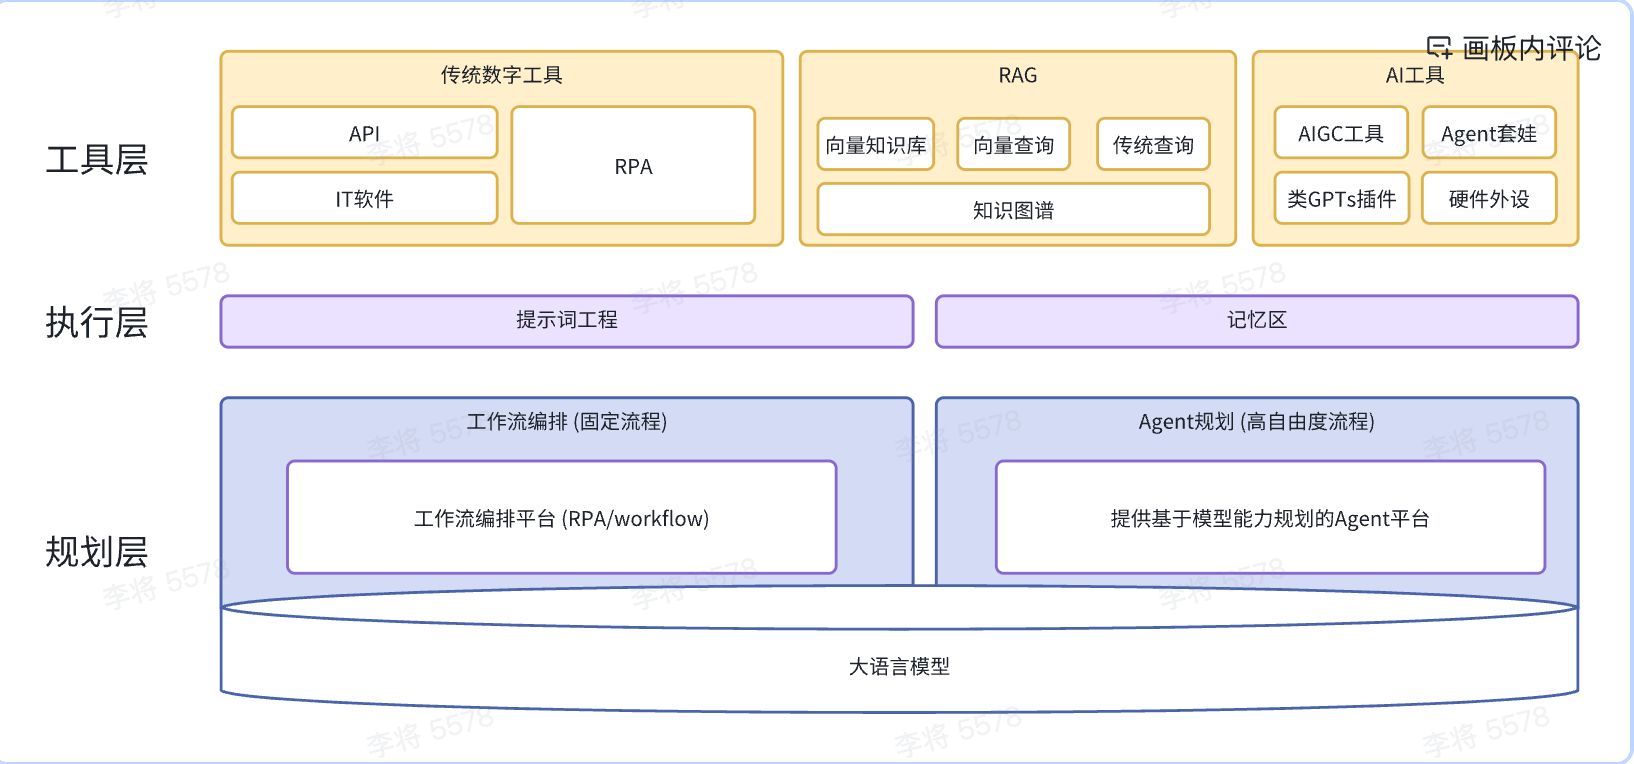 画板内评论
工具层
传统数字工具
API
IT软件
RPA
RAG
向量知识库
向量查询
传统查询
知识图谱
AI工具
AIGC工具
Agent套娃
类GPTs插件
硬件外设
执行层
提示词工程
记忆区
规划层
工作流编排 (固定流程)
工作流编排平台 (RPA/workflow)
Agent规划 (高自由度流程)
提供基于模型能力规划的Agent平台
大语言模型
李将 5578